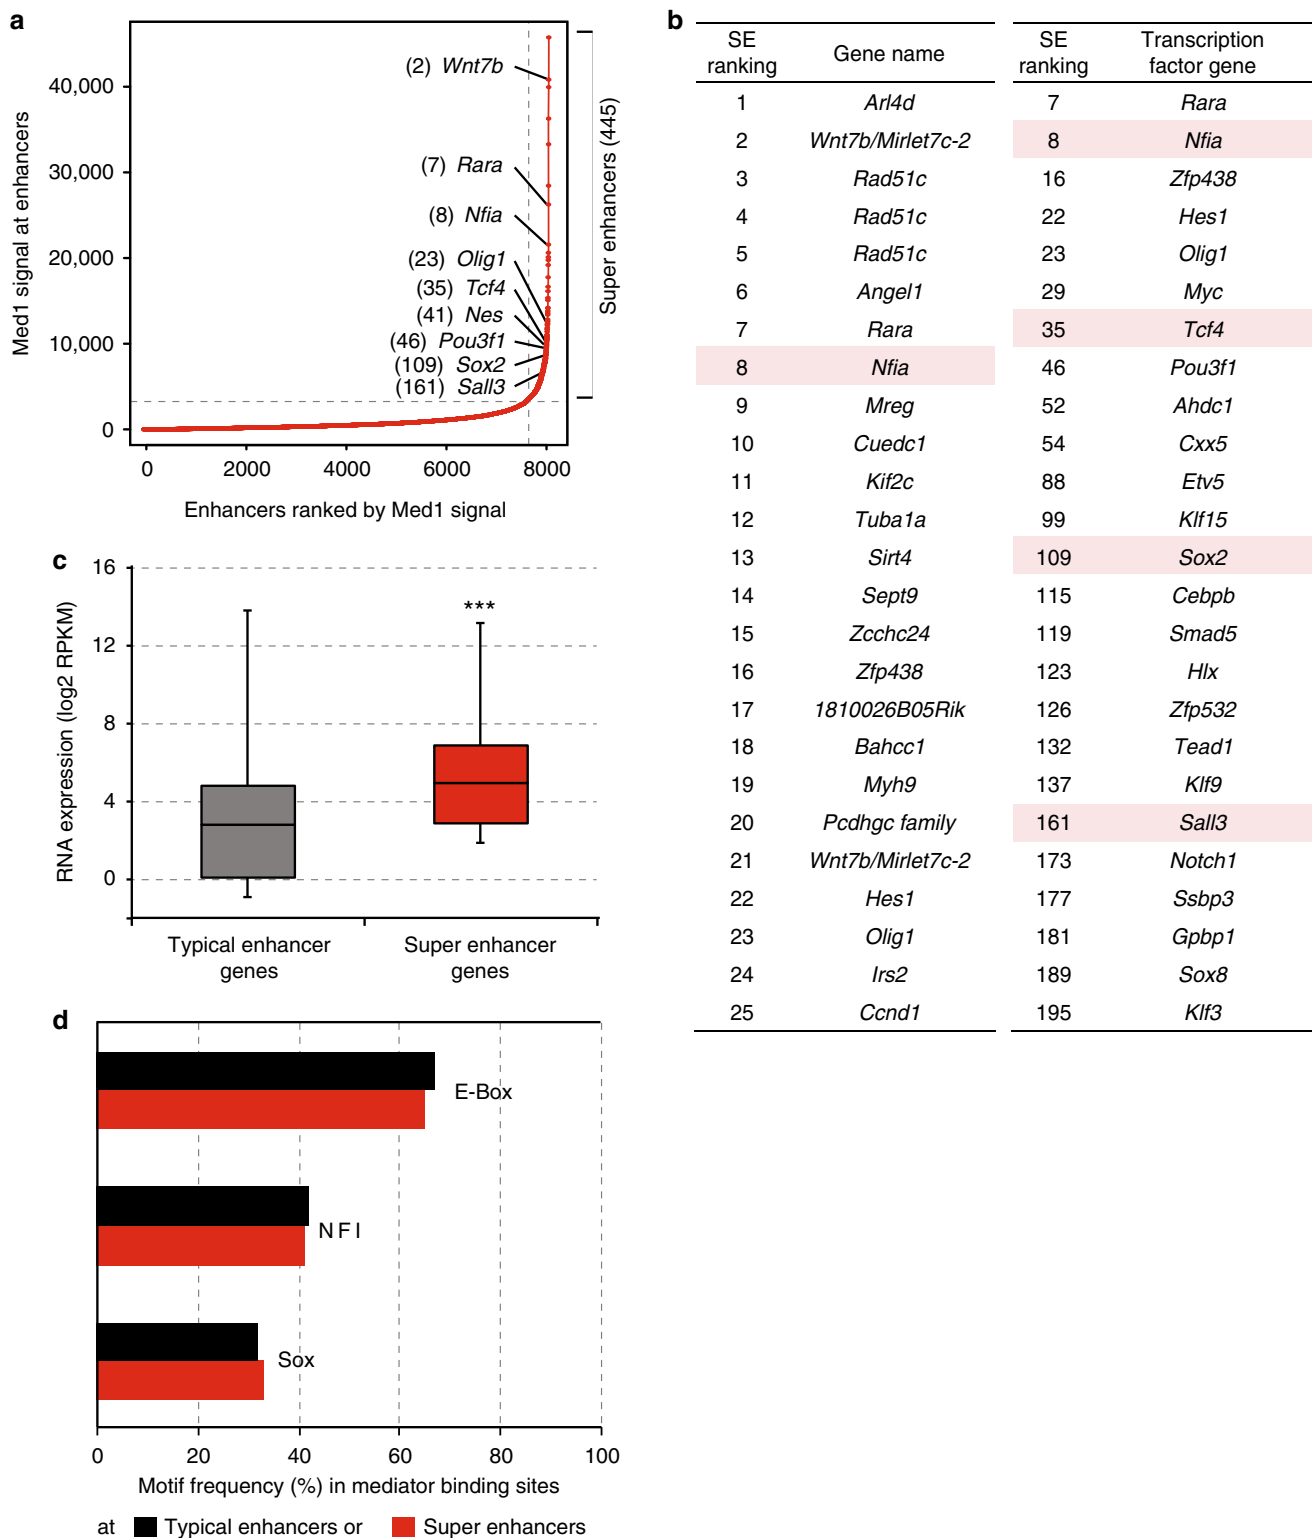 a
Med1 signal at enhancers
40,000
30,000
20,000
10,000
0
(2) Wnt7b
(7) Rara
(8) Nfia
(23) Olig1
(35) Tcf4
(41) Nes
(46) Pou3f1
(109) Sox2
(161) Sall3
Super enhancers (445)
0 2000 4000 6000 8000
Enhancers ranked by Med1 signal
b
SE ranking Gene name
1 Arl4d
2 Wnt7b/Mirlet7c-2
3 Rad51c
4 Rad51c
5 Rad51c
6 Angel1
7 Rara
8 Nfia
9 Mreg
10 Cuedc1
11 Kif2c
12 Tuba1a
13 Sirt4
14 Sept9
15 Zcchc24
16 Zfp438
17 1810026B05Rik
18 Bahcc1
19 Myh9
20 Pcdhgc family
21 Wnt7b/Mirlet7c-2
22 Hes1
23 Olig1
24 Irs2
25 Ccnd1
SE ranking Transcription factor gene
7 Rara
8 Nfia
16 Zfp438
22 Hes1
23 Olig1
29 Myc
35 Tcf4
46 Pou3f1
52 Ahdc1
54 Cxx5
88 Etv5
99 Klf15
109 Sox2
115 Cebpb
119 Smad5
123 Hlx
126 Zfp532
132 Tead1
137 Klf9
161 Sall3
173 Notch1
177 Ssbp3
181 Gpbp1
189 Sox8
195 Klf3
c
RNA expression (log2 RPKM)
16
12
8
4
0
***
Typical enhancer genes
Super enhancer genes
d
E-Box
NFI
Sox
0 20 40 60 80 100
Motif frequency (%) in mediator binding sites
at Typical enhancers or Super enhancers